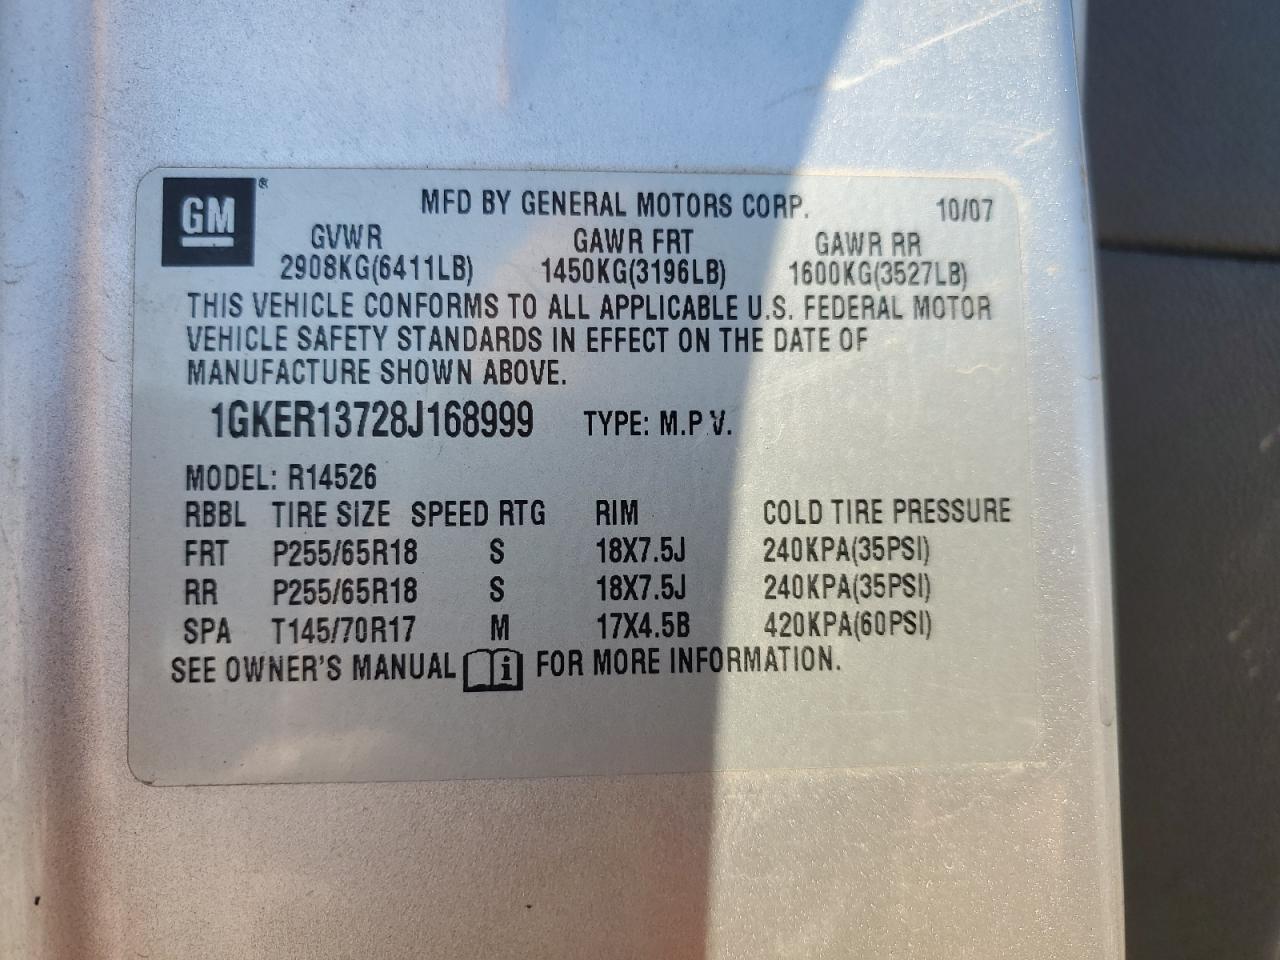 GM®
MFD BY GENERAL MOTORS CORP. 10/07
GVWR GAWR FRT GAWR RR
2908KG(6411LB) 1450KG(3196LB) 1600KG(3527LB)
THIS VEHICLE CONFORMS TO ALL APPLICABLE U.S. FEDERAL MOTOR
VEHICLE SAFETY STANDARDS IN EFFECT ON THE DATE OF
MANUFACTURE SHOWN ABOVE.
1GKER13728J168999 TYPE: M.P.V.
MODEL: R14526
RBBL TIRE SIZE SPEED RTG RIM COLD TIRE PRESSURE
FRT P255/65R18 S 18X7.5J 240KPA(35PSI)
RR P255/65R18 S 18X7.5J 240KPA(35PSI)
SPA T145/70R17 M 17X4.5B 420KPA(60PSI)
SEE OWNER'S MANUAL i FOR MORE INFORMATION.